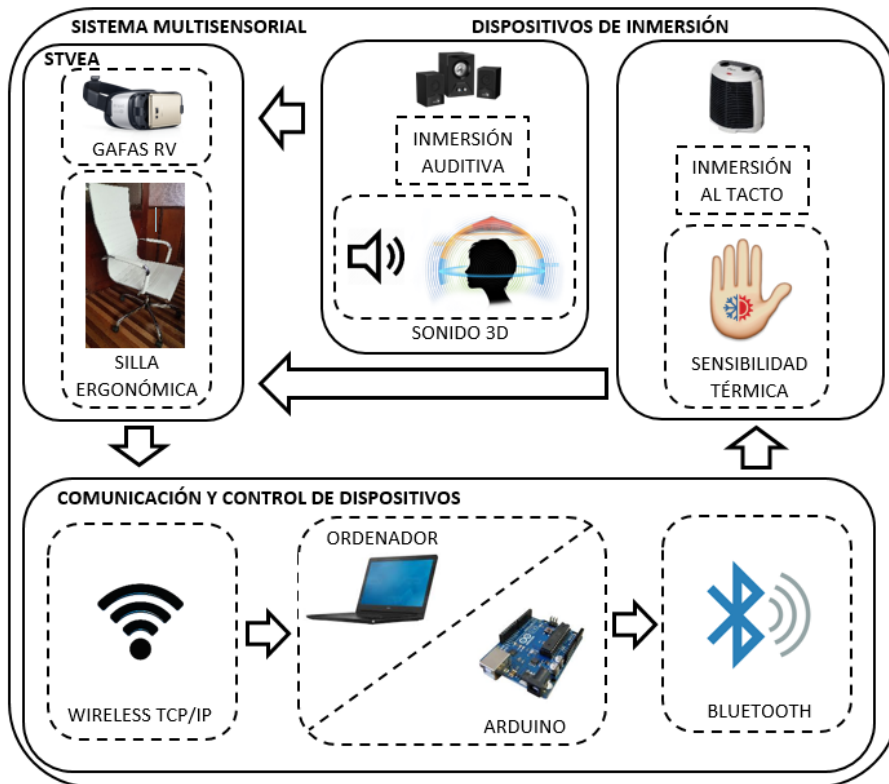 SISTEMA MULTISENSORIAL
DISPOSITIVOS DE INMERSIÓN
STVEA
GAFAS RV
SILLA
ERGONÓMICA
INMERSIÓN
AUDITIVA
SONIDO 3D
INMERSIÓN
AL TACTO
SENSIBILIDAD
TÉRMICA
COMUNICACIÓN Y CONTROL DE DISPOSITIVOS
WIRELESS TCP/IP
ORDENADOR
ARDUINO
BLUETOOTH